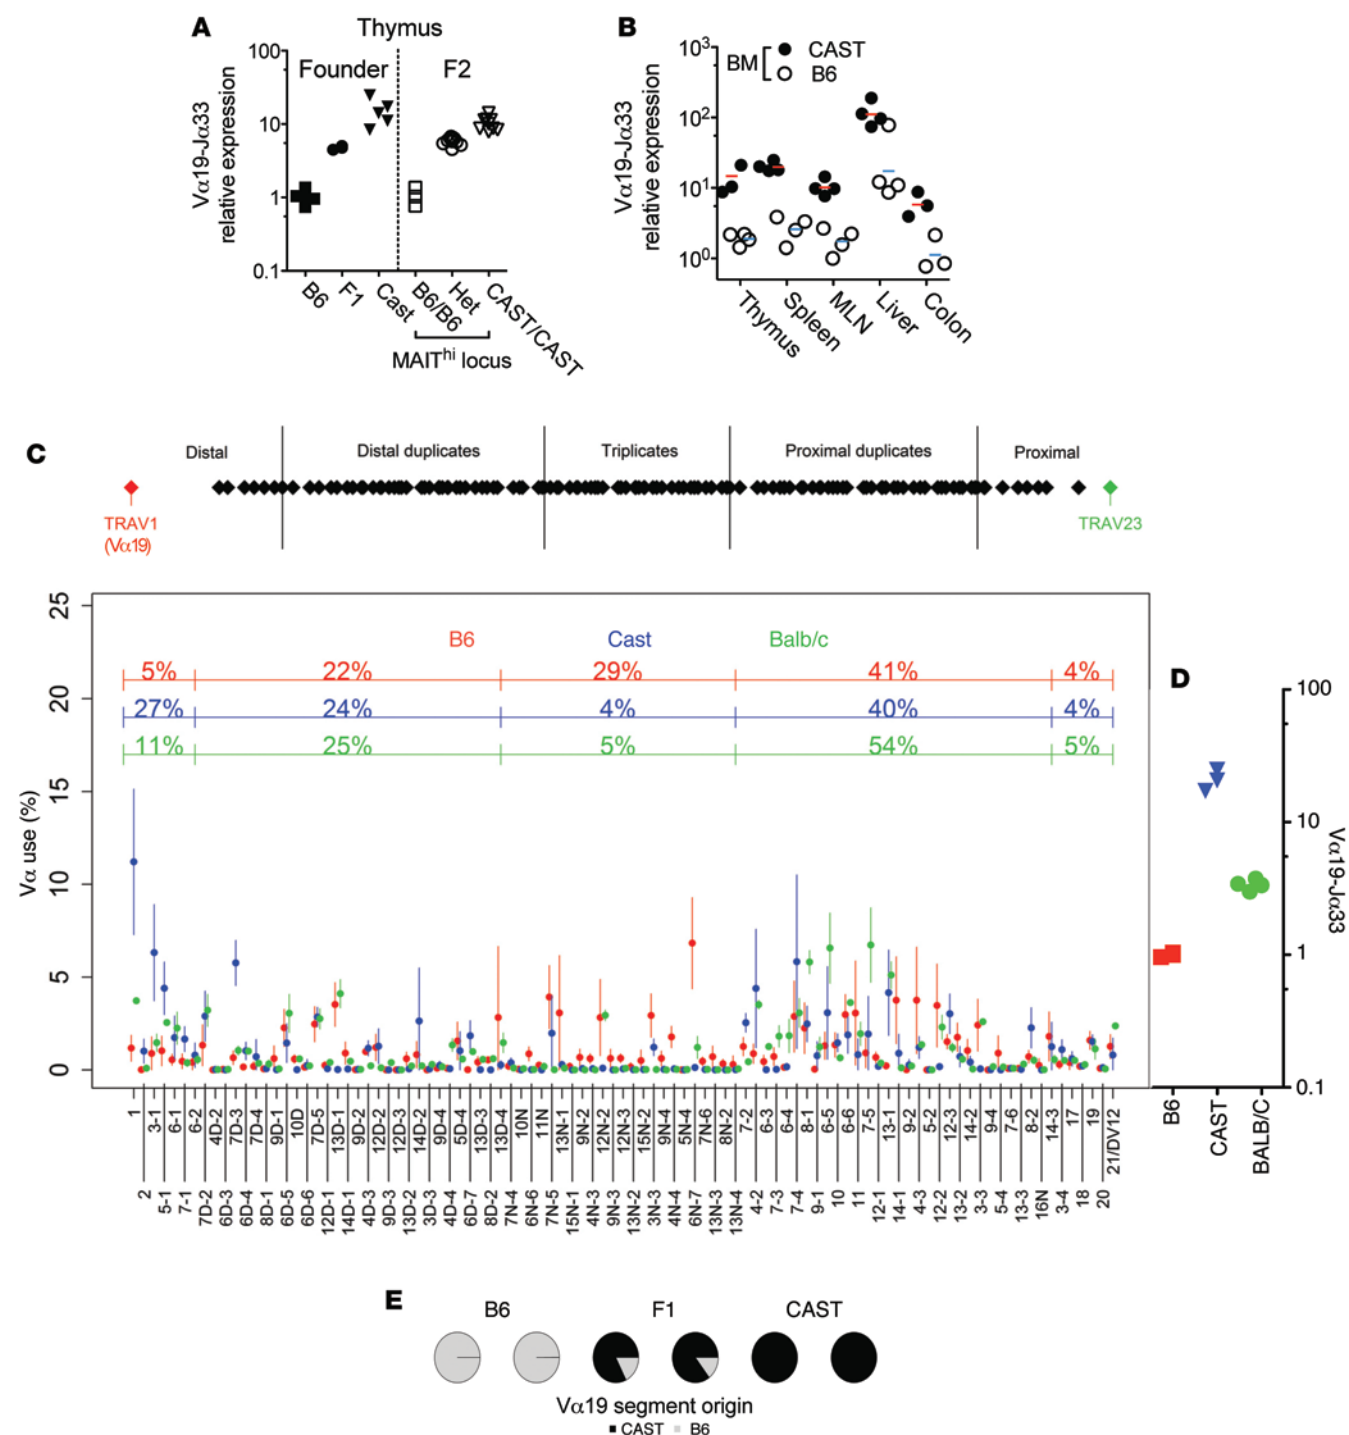 A
Thymus
Founder
F2
Vα19-Jα33
relative expression
100
10
1
0.1
B6
F1
Cast
B6/B6
Het
CAST/CAST
MAIThi locus
B
BM
CAST
B6
Vα19-Jα33
relative expression
10³
10²
10¹
10⁰
Thymus
Spleen
MLN
Liver
Colon
C
Distal
Distal duplicates
Triplicates
Proximal duplicates
Proximal
TRAV1
(Vα19)
TRAV23
B6 Cast Balb/c
5% 22% 29% 41% 4%
27% 24% 4% 40% 4%
11% 25% 5% 54% 5%
Vα use (%)
25
20
15
10
5
0
1 3-1 6-1 6-2 4D-2 7D-3 7D-4 9D-1 10D 7D-5 13D-1 9D-2 12D-2 12D-3 14D-2 9D-4 5D-4 13D-3 13D-4 10N 11N 13N-1 9N-2 12N-2 12N-3 15N-2 9N-4 5N-4 7N-6 8N-2 7-2 6-3 6-4 8-1 6-5 6-6 7-5 13-1 9-2 5-2 12-3 14-2 9-4 7-6 8-2 14-3 17 19 21/DV12
2 5-1 7-1 7D-2 6D-3 6D-4 8D-1 6D-5 6D-6 12D-1 14D-1 4D-3 9D-3 13D-2 3D-3 4D-4 6D-7 8D-2 7N-4 6N-6 7N-5 15N-1 4N-3 9N-3 13N-2 3N-3 4N-4 6N-7 13N-3 13N-4 4-2 7-3 7-4 9-1 10 11 12-1 14-1 4-3 12-2 13-2 3-3 5-4 13-3 16N 3-4 18 20
D
100
10
1
0.1
Vα19-Jα33
B6
CAST
BALB/C
E
B6 F1 CAST
Vα19 segment origin
CAST B6